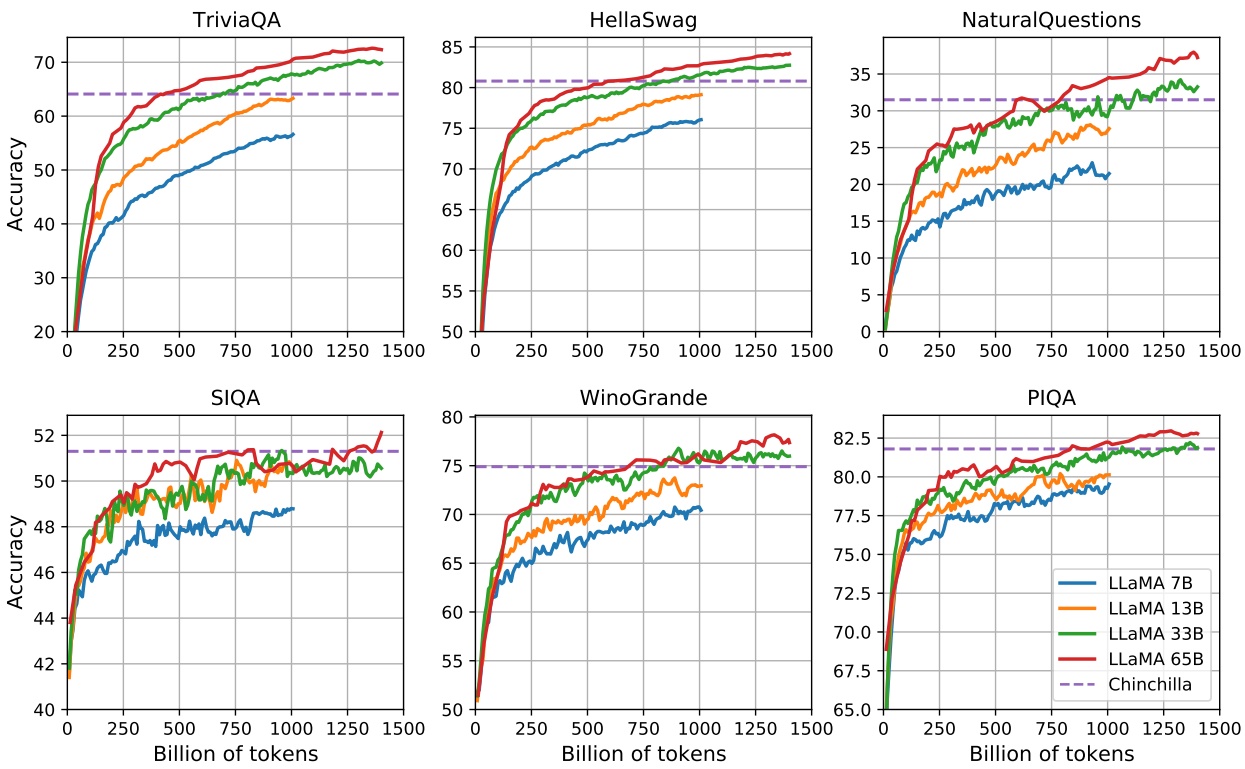 TriviaQA
HellaSwag
NaturalQuestions
Accuracy
70
60
50
40
30
20
0 250 500 750 1000 1250 1500
85
80
75
70
65
60
55
50
0 250 500 750 1000 1250 1500
35
30
25
20
15
10
5
0
0 250 500 750 1000 1250 1500
SIQA
WinoGrande
PIQA
Accuracy
52
50
48
46
44
42
40
0 250 500 750 1000 1250 1500
Billion of tokens
80
75
70
65
60
55
50
0 250 500 750 1000 1250 1500
Billion of tokens
82.5
80.0
77.5
75.0
72.5
70.0
67.5
65.0
0 250 500 750 1000 1250 1500
Billion of tokens
LLaMA 7B
LLaMA 13B
LLaMA 33B
LLaMA 65B
Chinchilla